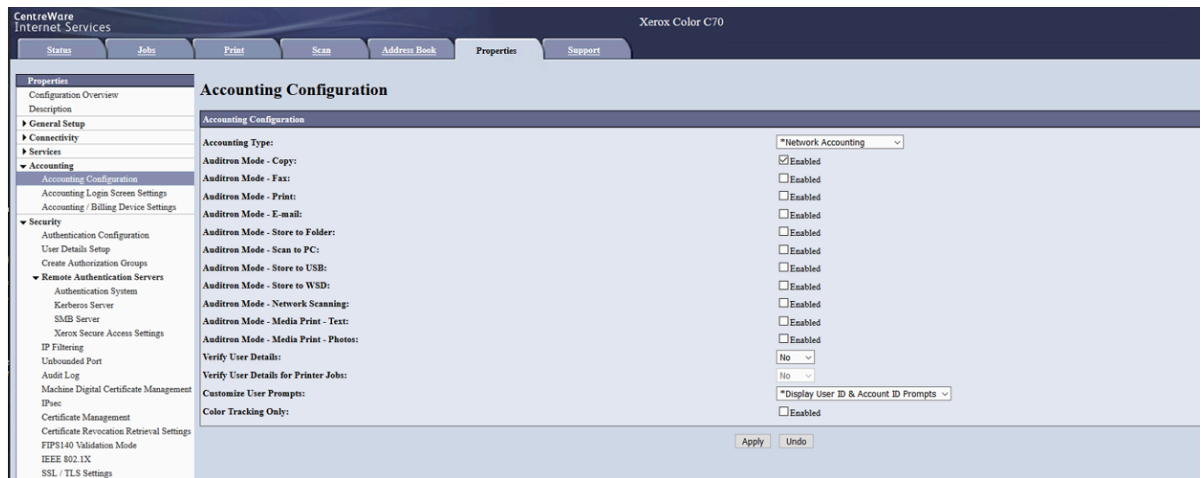 CentreWare
Internet Services
Xerox Color C70
Status Jobs Print Scan Address Book Properties Support
Properties
Configuration Overview
Description
General Setup
Connectivity
Services
Accounting
Accounting Configuration
Accounting Login Screen Settings
Accounting / Billing Device Settings
Security
Authentication Configuration
User Details Setup
Create Authorization Groups
Remote Authentication Servers
Authentication System
Kerberos Server
SMB Server
Xerox Secure Access Settings
IP Filtering
Unbounded Port
Audit Log
Machine Digital Certificate Management
IPsec
Certificate Management
Certificate Revocation Retrieval Settings
FIPS140 Validation Mode
IEEE 802.1X
SSL / TLS Settings
Accounting Configuration
Accounting Configuration
Accounting Type: *Network Accounting
Auditron Mode - Copy: Enabled
Auditron Mode - Fax: Enabled
Auditron Mode - Print: Enabled
Auditron Mode - E-mail: Enabled
Auditron Mode - Store to Folder: Enabled
Auditron Mode - Scan to PC: Enabled
Auditron Mode - Store to USB: Enabled
Auditron Mode - Store to WSD: Enabled
Auditron Mode - Network Scanning: Enabled
Auditron Mode - Media Print - Text: Enabled
Auditron Mode - Media Print - Photos: Enabled
Verify User Details: No
Verify User Details for Printer Jobs: No
Customize User Prompts: *Display User ID & Account ID Prompts
Color Tracking Only: Enabled
Apply Undo